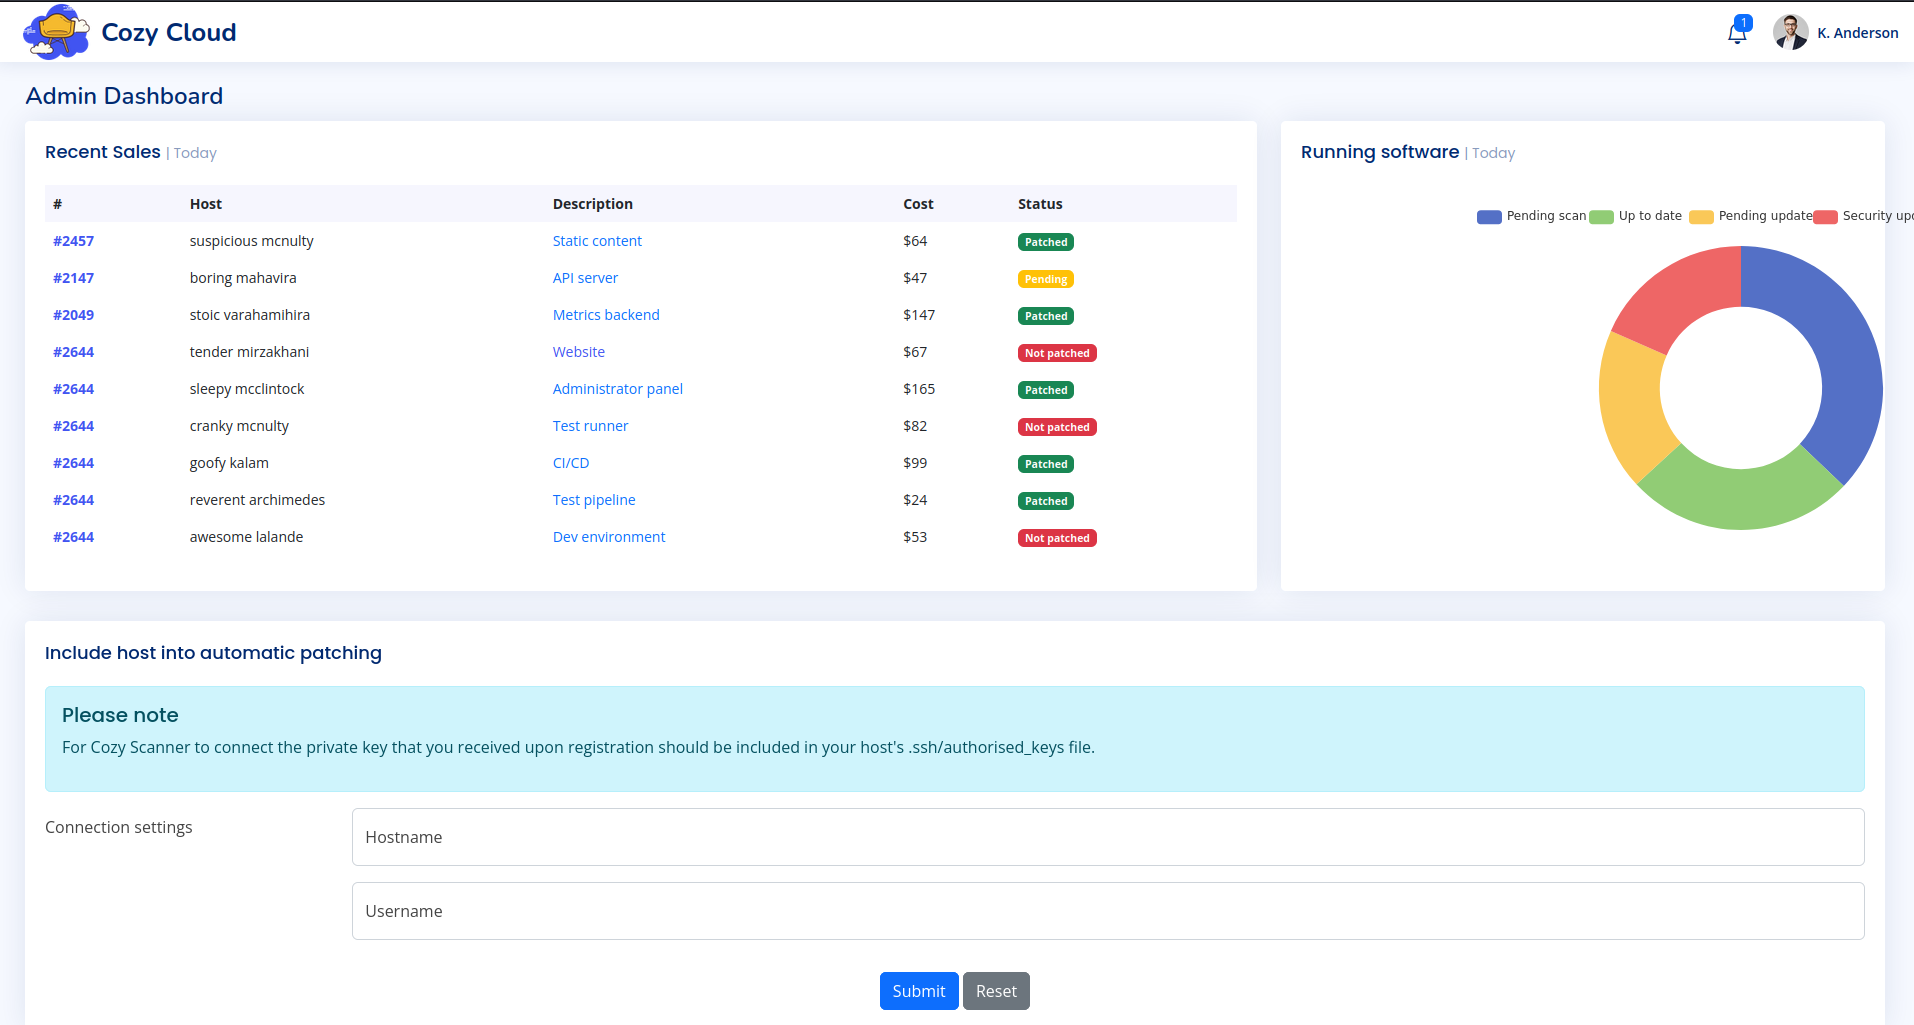 Cozy Cloud
1
K. Anderson
Admin Dashboard
Recent Sales | Today
# Host Description Cost Status
#2457 suspicious mcnulty Static content $64 Patched
#2147 boring mahavira API server $47 Pending
#2049 stoic varahamihira Metrics backend $147 Patched
#2644 tender mirzakhani Website $67 Not patched
#2644 sleepy mcclintock Administrator panel $165 Patched
#2644 cranky mcnulty Test runner $82 Not patched
#2644 goofy kalam CI/CD $99 Patched
#2644 reverent archimedes Test pipeline $24 Patched
#2644 awesome lalande Dev environment $53 Not patched
Running software | Today
Pending scan Up to date Pending update Security upd
Include host into automatic patching
Please note
For Cozy Scanner to connect the private key that you received upon registration should be included in your host's .ssh/authorised_keys file.
Connection settings
Hostname
Username
Submit Reset